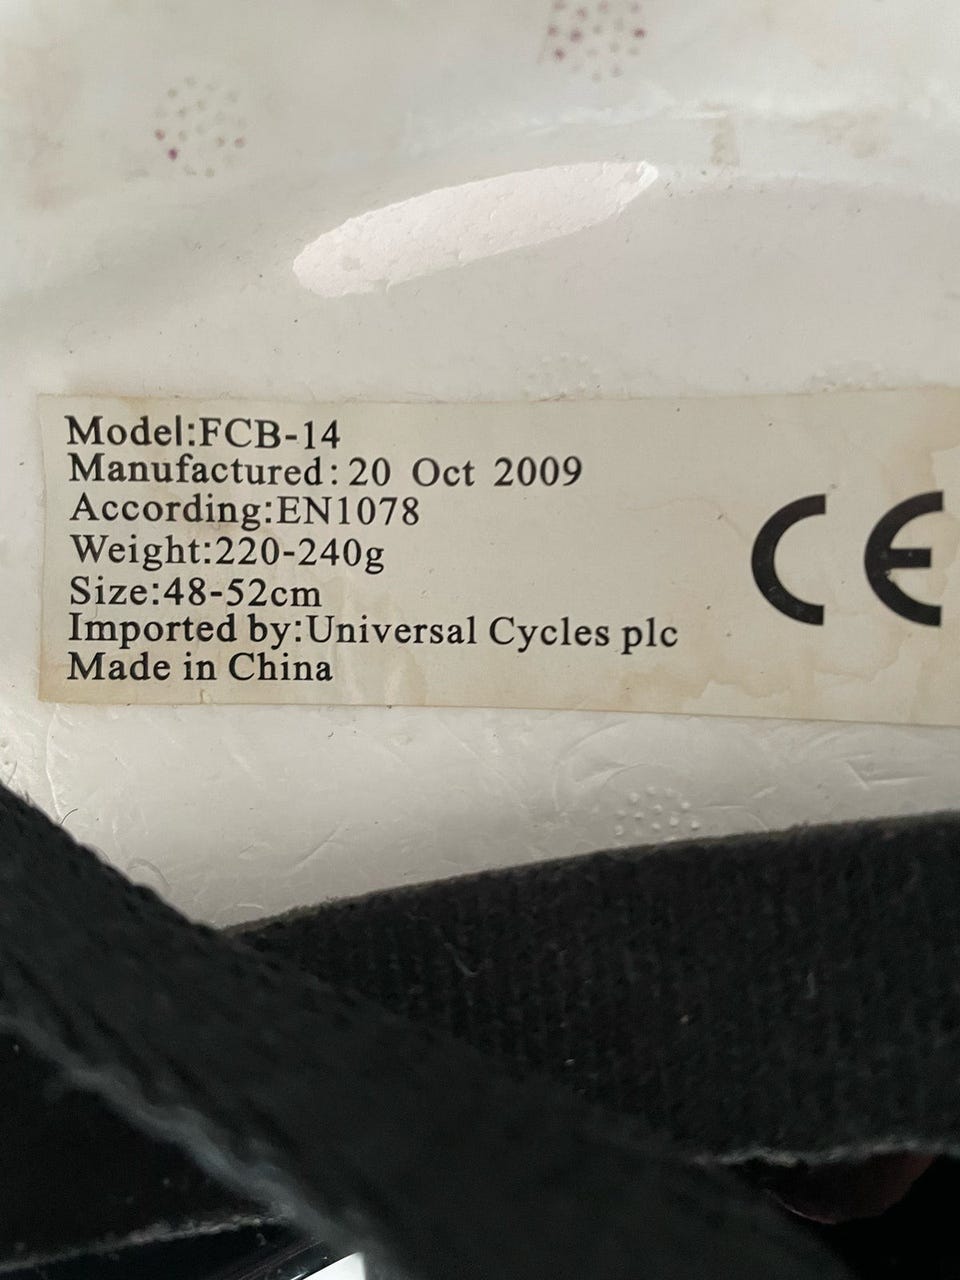 Model:FCB-14
Manufactured: 20 Oct 2009
According:EN1078
Weight:220-240g
Size:48-52cm
Imported by:Universal Cycles plc
Made in China
CE